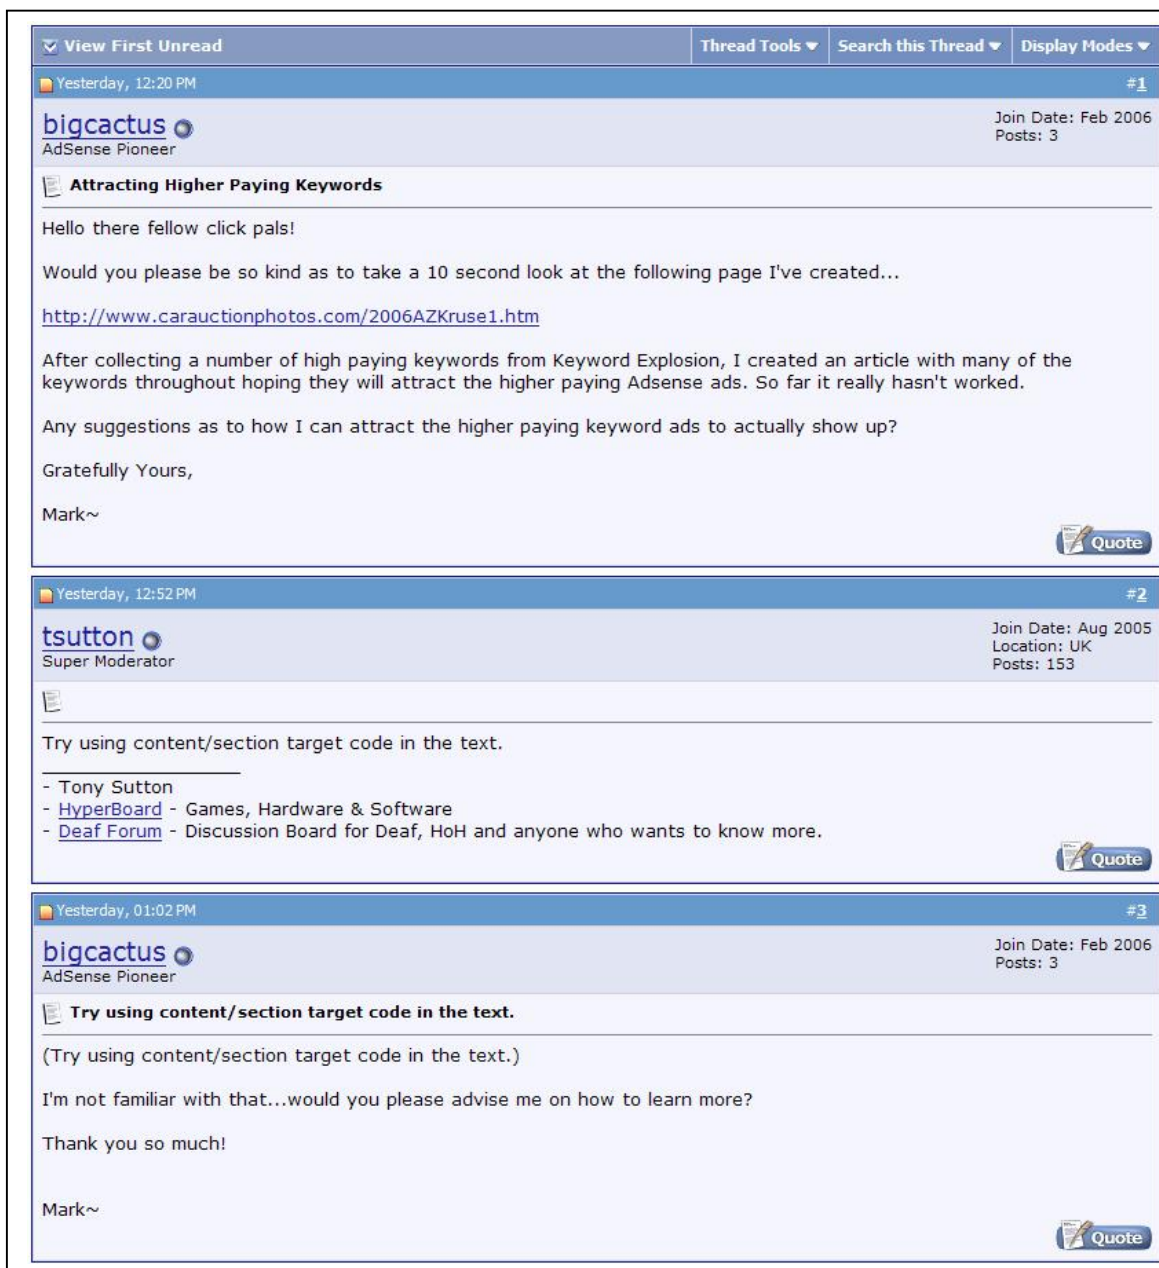 View First Unread
Thread Tools
Search this Thread
Display Modes
Yesterday, 12:20 PM
#1
bigcactus
AdSense Pioneer
Join Date: Feb 2006
Posts: 3
Attracting Higher Paying Keywords
Hello there fellow click pals!
Would you please be so kind as to take a 10 second look at the following page I've created...
http://www.carauctionphotos.com/2006AZKruse1.htm
After collecting a number of high paying keywords from Keyword Explosion, I created an article with many of the
keywords throughout hoping they will attract the higher paying Adsense ads. So far it really hasn't worked.
Any suggestions as to how I can attract the higher paying keyword ads to actually show up?
Gratefully Yours,
Mark~
Quote
Yesterday, 12:52 PM
#2
tsutton
Super Moderator
Join Date: Aug 2005
Location: UK
Posts: 153
Try using content/section target code in the text.
- Tony Sutton
- HyperBoard - Games, Hardware & Software
- Deaf Forum - Discussion Board for Deaf, HoH and anyone who wants to know more.
Quote
Yesterday, 01:02 PM
#3
bigcactus
AdSense Pioneer
Join Date: Feb 2006
Posts: 3
Try using content/section target code in the text.
(Try using content/section target code in the text.)
I'm not familiar with that...would you please advise me on how to learn more?
Thank you so much!
Mark~
Quote